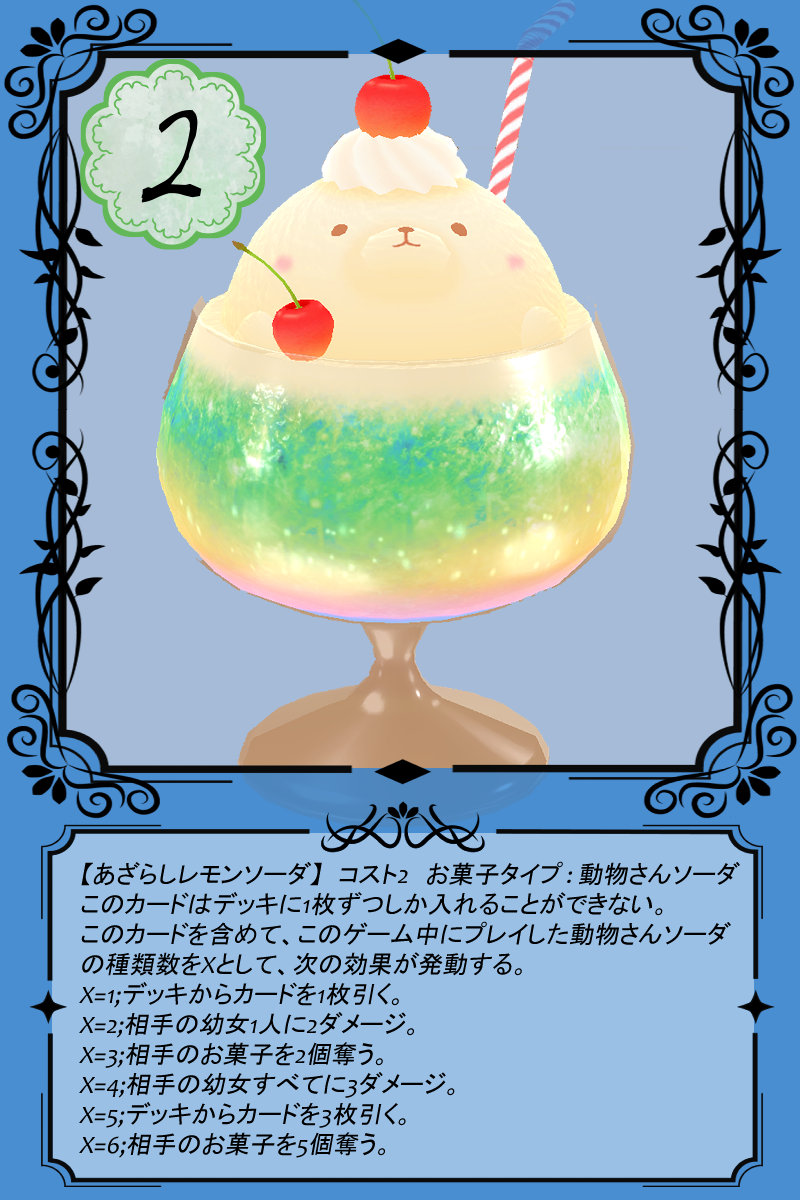 2
【あざらしレモンソーダ】 コスト2 お菓子タイプ : 動物さんソーダ
このカードはデッキに1枚ずつしか入れることができない。
このカードを含めて、このゲーム中にプレイした動物さんソーダ
の種類数をXとして、次の効果が発動する。
X=1;デッキからカードを1枚引く。
X=2;相手の幼女1人に2ダメージ。
X=3;相手のお菓子を2個奪う。
X=4;相手の幼女すべてに3ダメージ。
X=5;デッキからカードを3枚引く。
X=6;相手のお菓子を5個奪う。